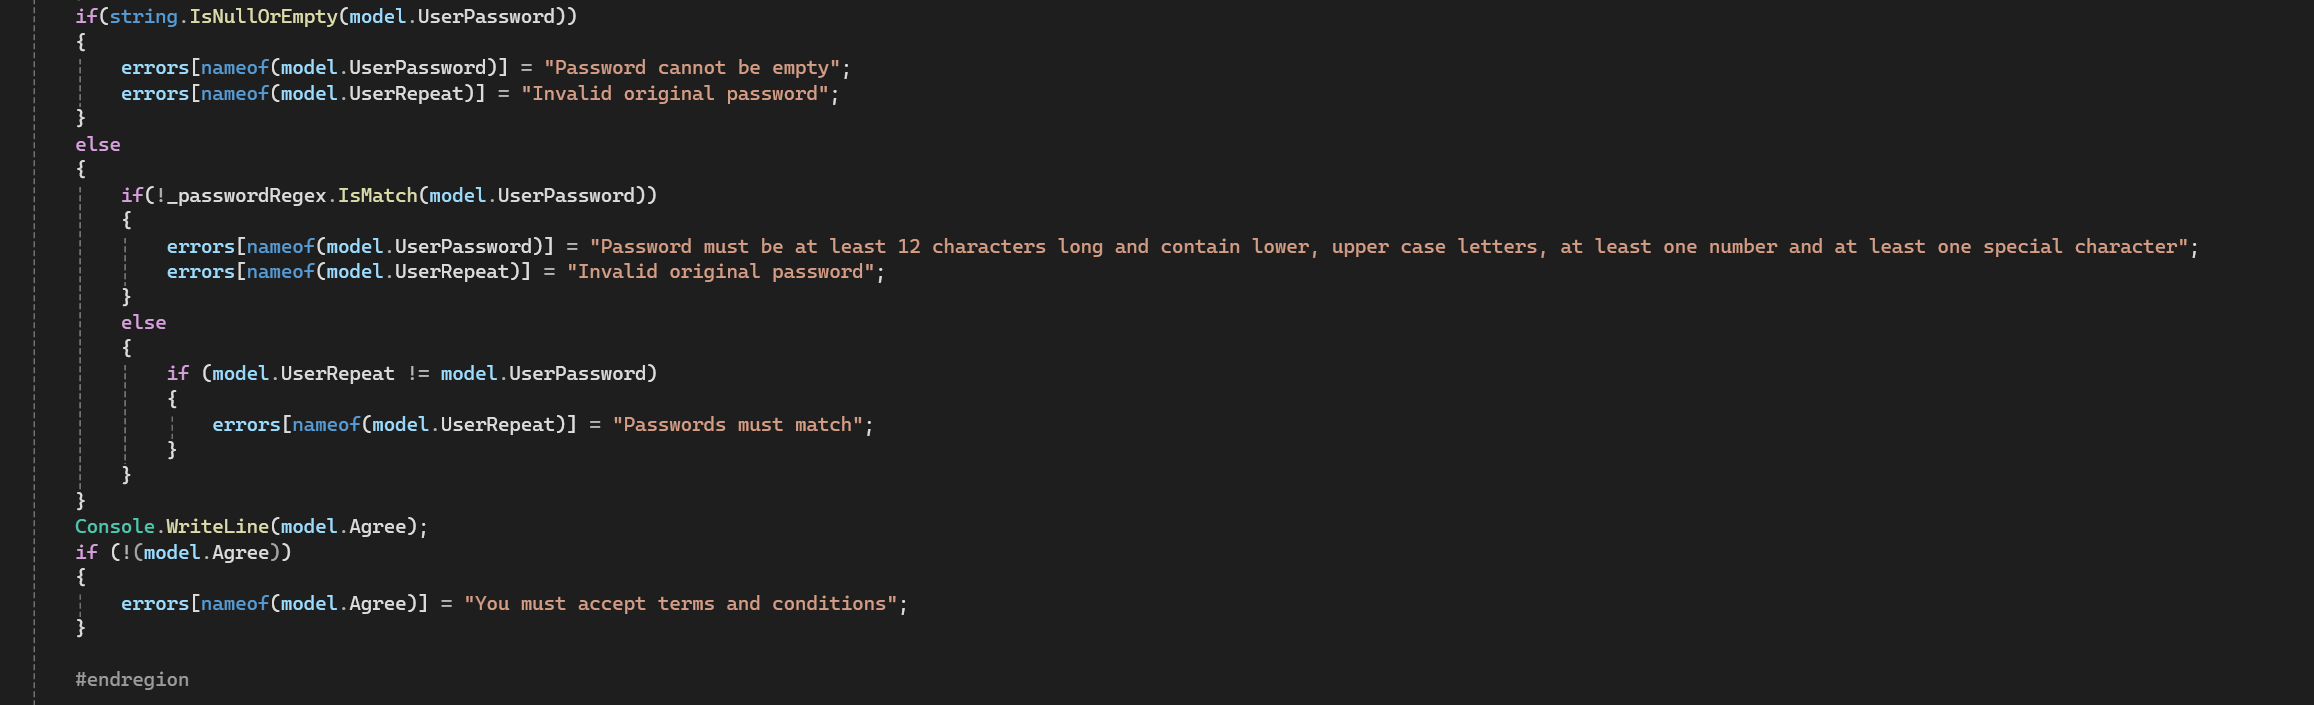 if(string.IsNullOrEmpty(model.UserPassword))
{
    errors[nameof(model.UserPassword)] = "Password cannot be empty";
    errors[nameof(model.UserRepeat)] = "Invalid original password";
}
else
{
    if(!_passwordRegex.IsMatch(model.UserPassword))
    {
        errors[nameof(model.UserPassword)] = "Password must be at least 12 characters long and contain lower, upper case letters, at least one number and at least one special character";
        errors[nameof(model.UserRepeat)] = "Invalid original password";
    }
    else
    {
        if (model.UserRepeat != model.UserPassword)
        {
            errors[nameof(model.UserRepeat)] = "Passwords must match";
        }
    }
}
Console.WriteLine(model.Agree);
if (!(model.Agree))
{
    errors[nameof(model.Agree)] = "You must accept terms and conditions";
}

#endregion